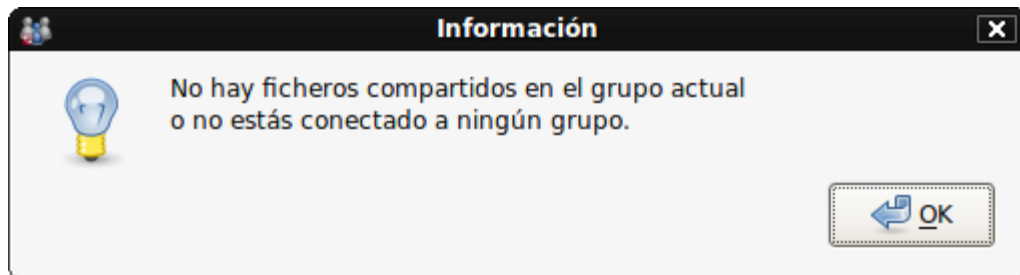 Información
No hay ficheros compartidos en el grupo actual
o no estás conectado a ningún grupo.
OK